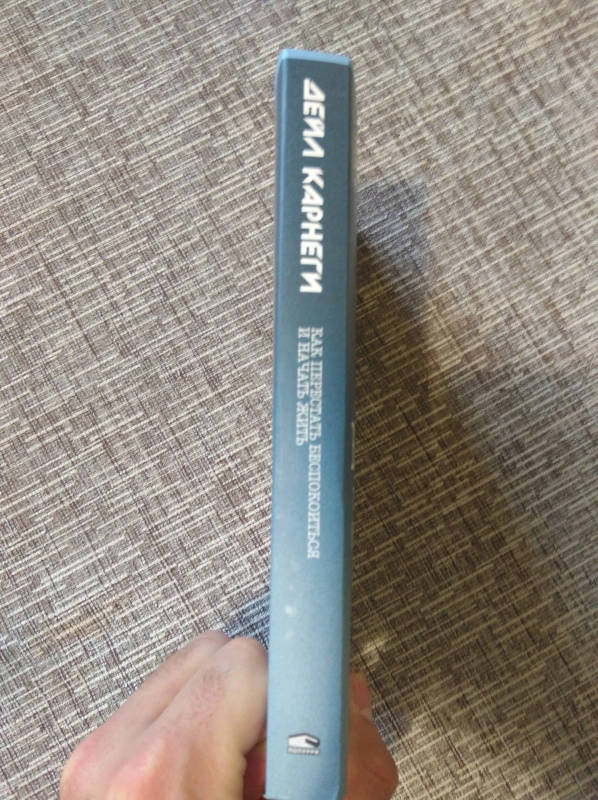 ДЕЙЛ КАРНЕГИ
КАК ПЕРЕСТАТЬ БЕСПОКОИТЬСЯ
И НАЧАТЬ ЖИТЬ